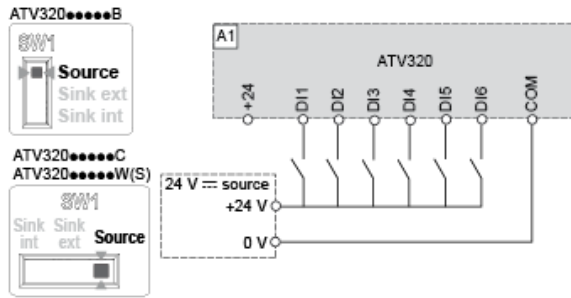 ATV320●●●●●B
SW1
Source
Sink ext
Sink int
ATV320●●●●●C
ATV320●●●●●W(S)
SW1
Sink int
Sink ext
Source
A1
ATV320
+24
DI1
DI2
DI3
DI4
DI5
DI6
COM
24 V ⎓ source
+24 V
0 V